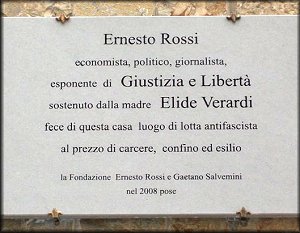 Ernesto Rossi
economista, politico, giornalista,
esponente di Giustizia e Libertà
sostenuto dalla madre Elide Verardi
fece di questa casa luogo di lotta antifascista
al prezzo di carcere, confino ed esilio
la Fondazione Ernesto Rossi e Gaetano Salvemini
nel 2008 pose